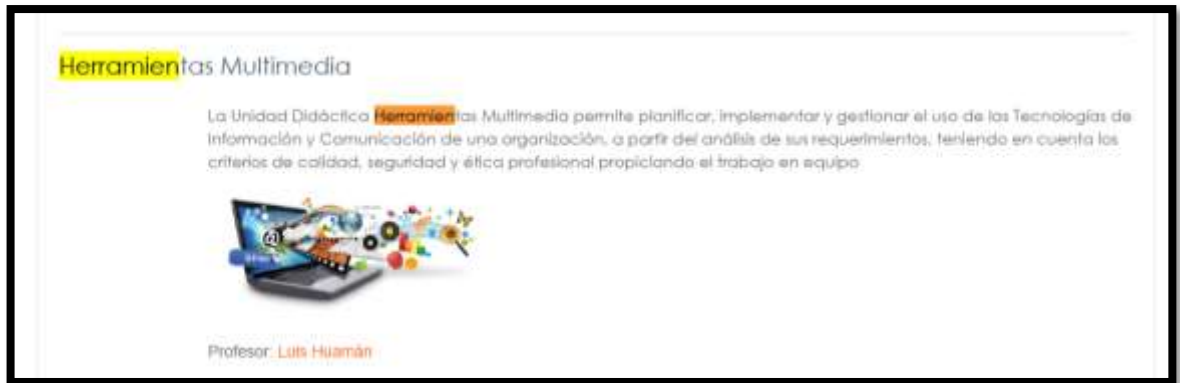 Herramientas Multimedia
La Unidad Didáctica Herramientas Multimedia permite planificar, implementar y gestionar el uso de las Tecnologías de
Información y Comunicación de una organización, a partir del análisis de sus requerimientos, teniendo en cuenta los
criterios de calidad, seguridad y ética profesional propiciando el trabajo en equipo
@
Profesor: Luis Huamán